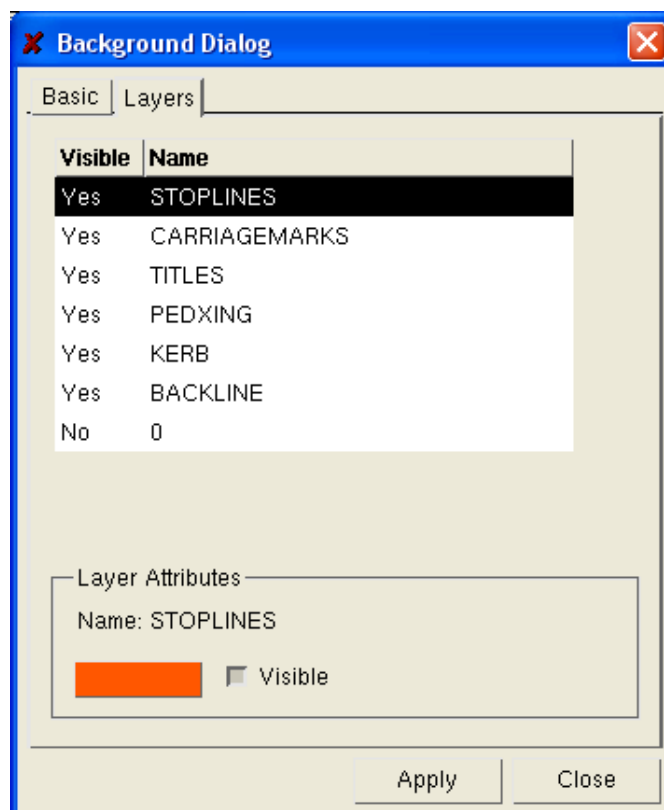 Background Dialog
Basic Layers
Visible Name
Yes STOPLINES
Yes CARRIAGEMARKS
Yes TITLES
Yes PEDXING
Yes KERB
Yes BACKLINE
No 0
Layer Attributes
Name: STOPLINES
Visible
Apply Close